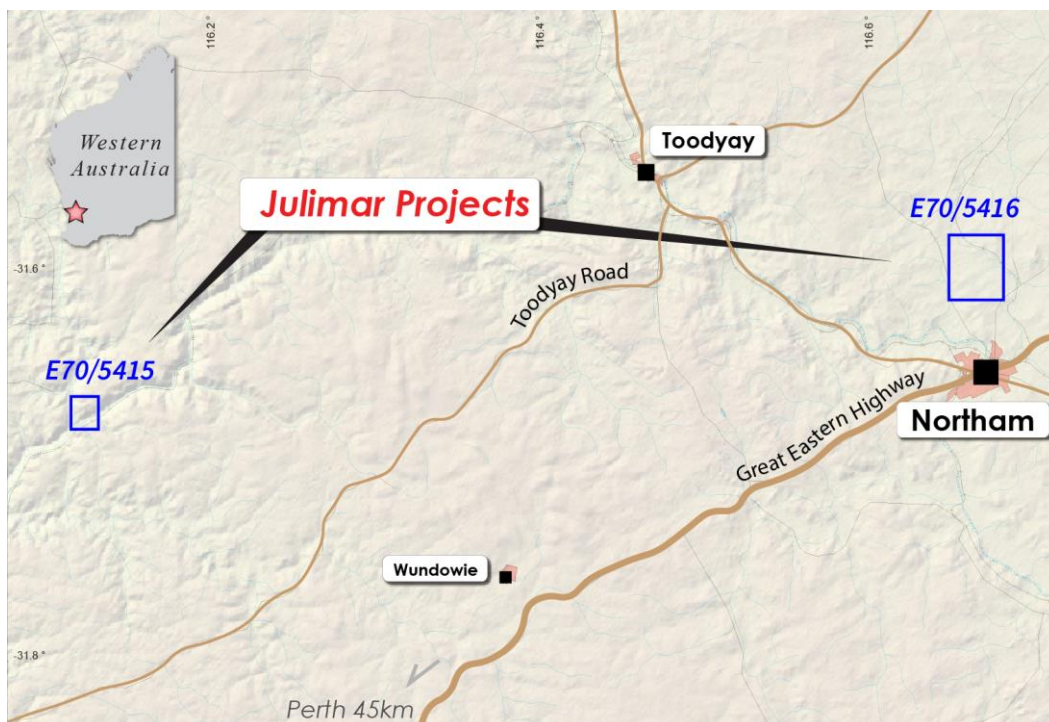 116.2 °
116.4 °
116.6 °
Western
Australia
Toodyay
Julimar Projects
E70/5416
-31.6 °
Toodyay Road
E70/5415
Great Eastern Highway
Northam
Wundowie
-31.8 °
Perth 45km